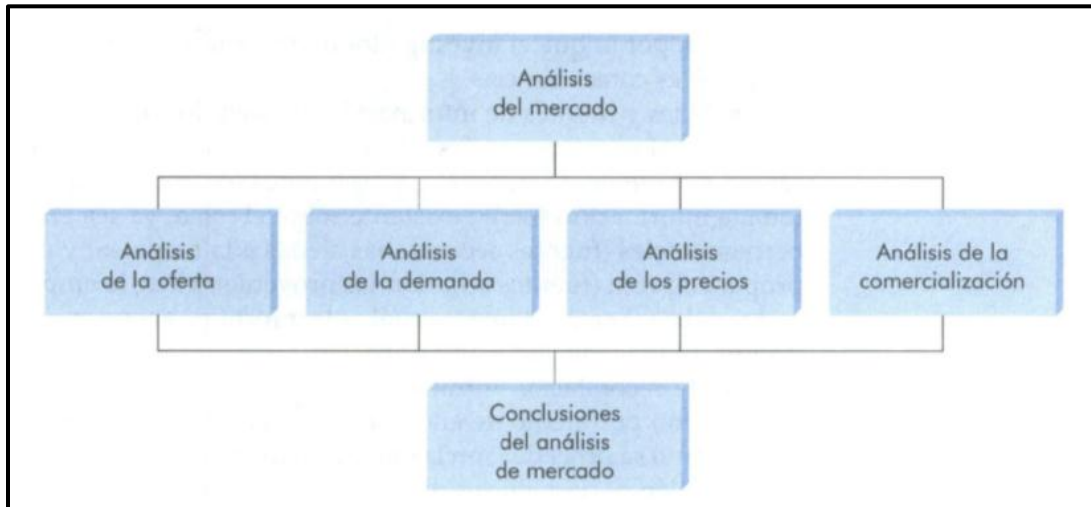 Análisis
del mercado
Análisis
de la oferta
Análisis
de la demanda
Análisis
de los precios
Análisis de la
comercialización
Conclusiones
del análisis
de mercado